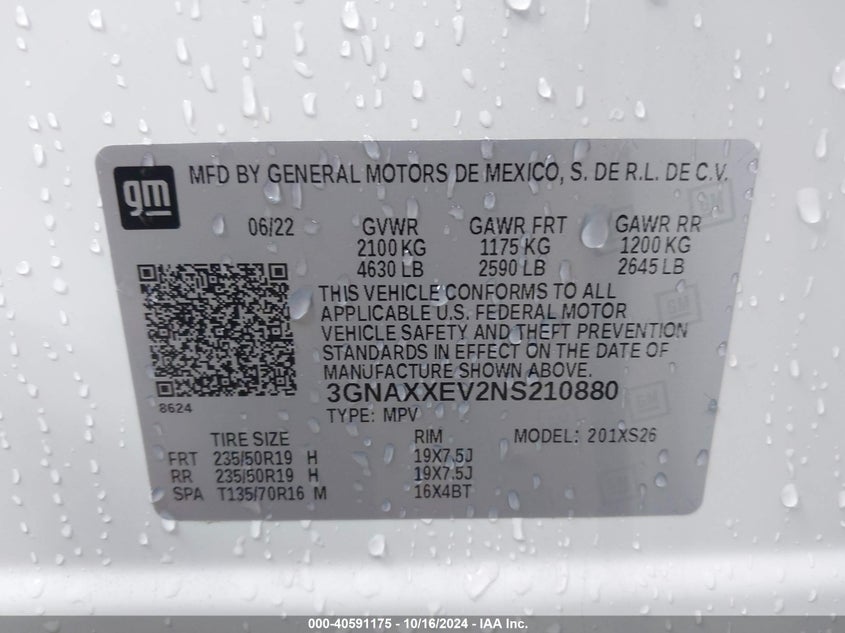 gm
MFD BY GENERAL MOTORS DE MEXICO, S. DE R.L. DE C.V.
06/22 GVWR GAWR FRT GAWR RR
2100 KG 1175 KG 1200 KG
4630 LB 2590 LB 2645 LB
THIS VEHICLE CONFORMS TO ALL
APPLICABLE U.S. FEDERAL MOTOR
VEHICLE SAFETY AND THEFT PREVENTION
STANDARDS IN EFFECT ON THE DATE OF
MANUFACTURE SHOWN ABOVE.
8624
3GNAXXEV2NS210880
TYPE: MPV
TIRE SIZE RIM MODEL: 201XS26
FRT 235/50R19 H 19X7.5J
RR 235/50R19 H 19X7.5J
SPA T135/70R16 M 16X4BT
GM
GM
GM
GM
000-40591175 - 10/16/2024 - IAA Inc.